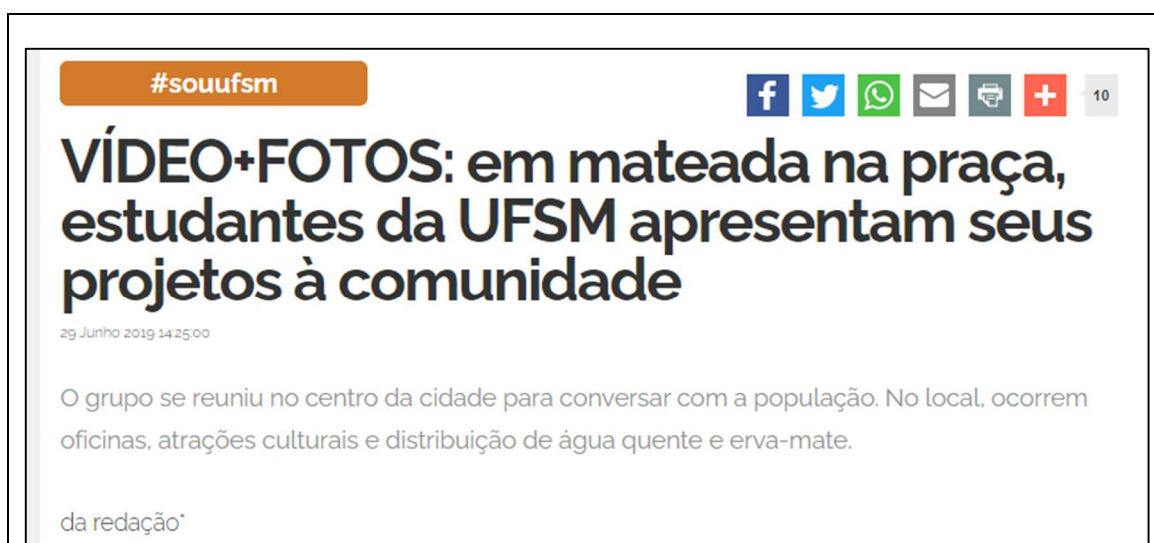 #souufsm
10
VÍDEO+FOTOS: em mateada na praça,
estudantes da UFSM apresentam seus
projetos à comunidade
29 Junho 2019 14:25:00
O grupo se reuniu no centro da cidade para conversar com a população. No local, ocorrem
oficinas, atrações culturais e distribuição de água quente e erva-mate.
da redação*